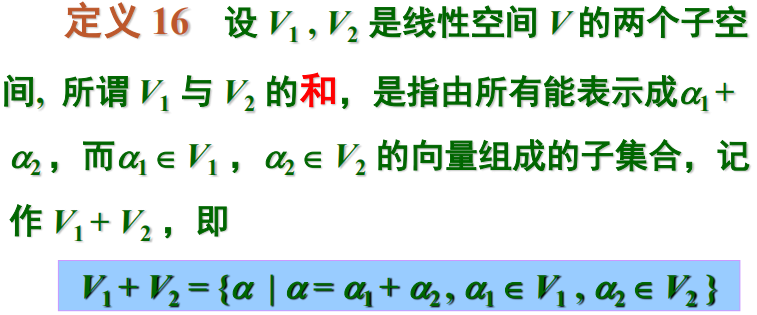 定义 16 设 V₁ , V₂ 是线性空间 V 的两个子空
间, 所谓 V₁ 与 V₂ 的和，是指由所有能表示成α₁ +
α₂ ，而α₁ ∈ V₁ ，α₂ ∈ V₂ 的向量组成的子集合，记
作 V₁ + V₂ ，即
V₁ + V₂ = {α | α = α₁ + α₂ , α₁ ∈ V₁ , α₂ ∈ V₂ }